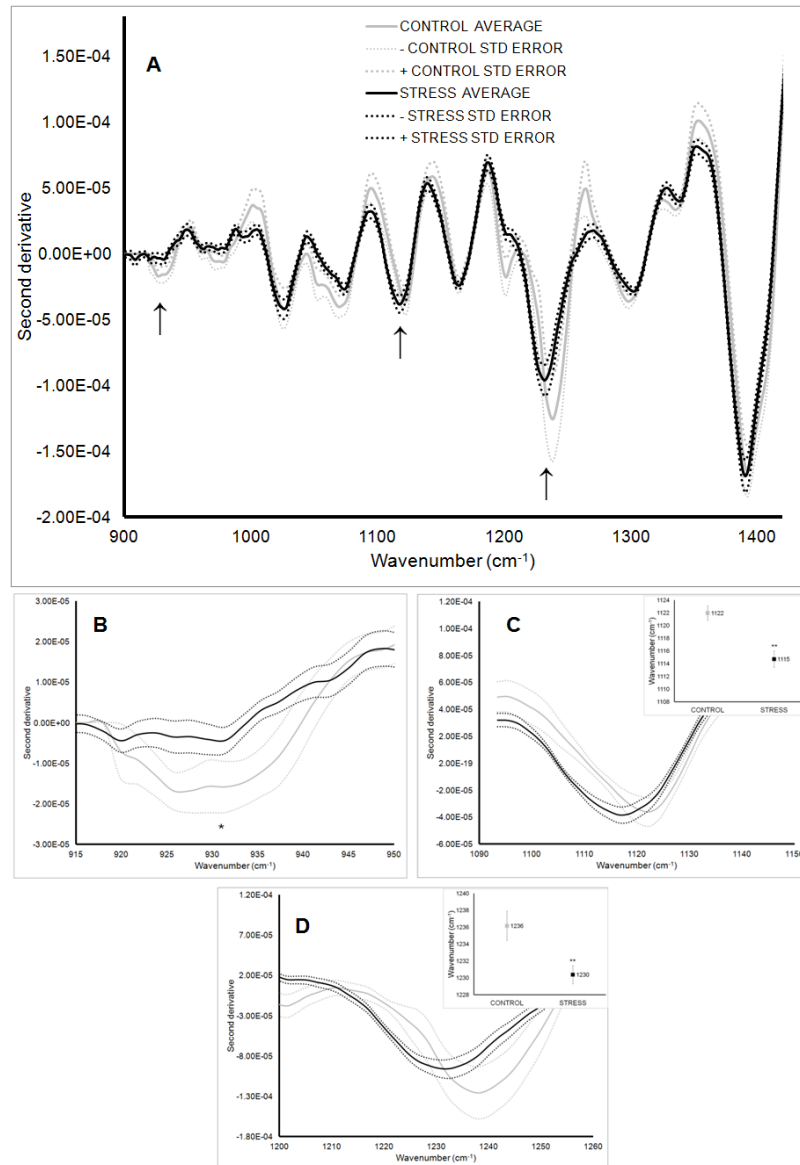 A
CONTROL AVERAGE
- CONTROL STD ERROR
+ CONTROL STD ERROR
STRESS AVERAGE
- STRESS STD ERROR
+ STRESS STD ERROR
1.50E-04
1.00E-04
5.00E-05
0.00E+00
-5.00E-05
-1.00E-04
-1.50E-04
-2.00E-04
Second derivative
900 1000 1100 1200 1300 1400
Wavenumber (cm-1)
B
3.00E-05
2.00E-05
1.00E-05
0.00E+00
-1.00E-05
-2.00E-05
-3.00E-05
Second derivative
*
915 920 925 930 935 940 945 950
Wavenumber (cm-1)
C
1.20E-04
1.00E-04
8.00E-05
6.00E-05
4.00E-05
2.00E-05
-2.00E-19
-2.00E-05
-4.00E-05
-6.00E-05
Second derivative
1090 1100 1110 1120 1130 1140 1150
Wavenumber (cm-1)
1124
1122
1120
1118
1116
1114
1112
1110
1108
Wavenumber (cm-1)
1122
**
1115
CONTROL STRESS
D
1.20E-04
7.00E-05
2.00E-05
-3.00E-05
-8.00E-05
-1.30E-04
-1.80E-04
Second derivative
1200 1210 1220 1230 1240 1250 1260
Wavenumber (cm-1)
1240
1238
1236
1234
1232
1230
1228
Wavenumber (cm-1)
1236
**
1230
CONTROL STRESS